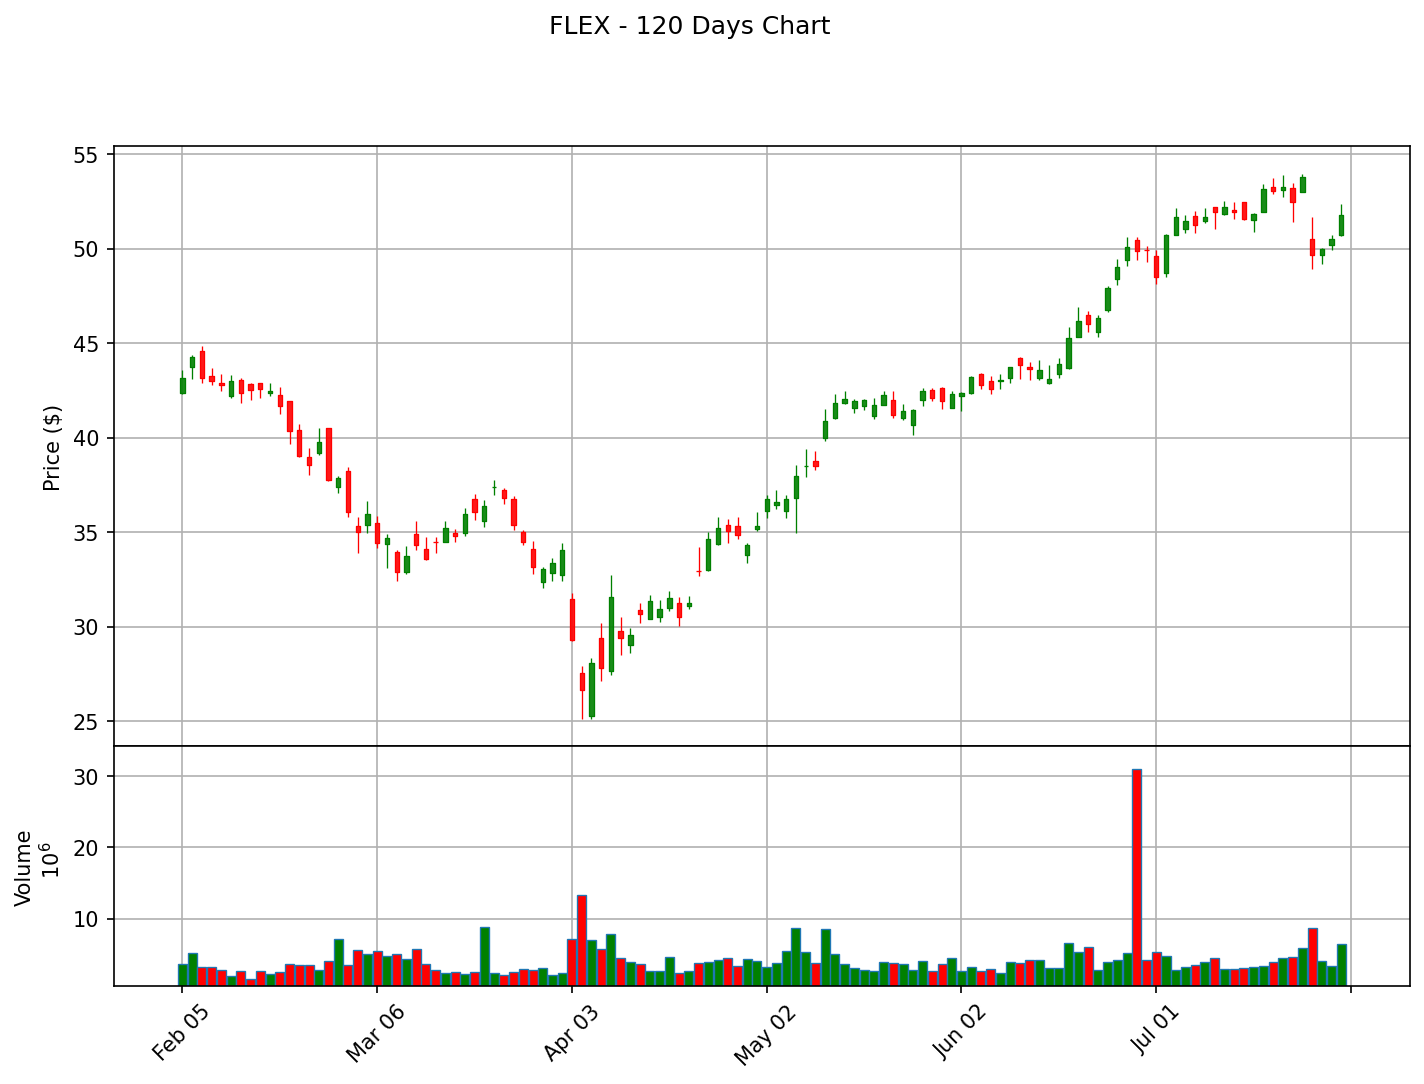 FLEX - 120 Days Chart
55
50
45
40
35
30
25
Price ($)
30
20
10
Volume
10^6
Feb 05
Mar 06
Apr 03
May 02
Jun 02
Jul 01